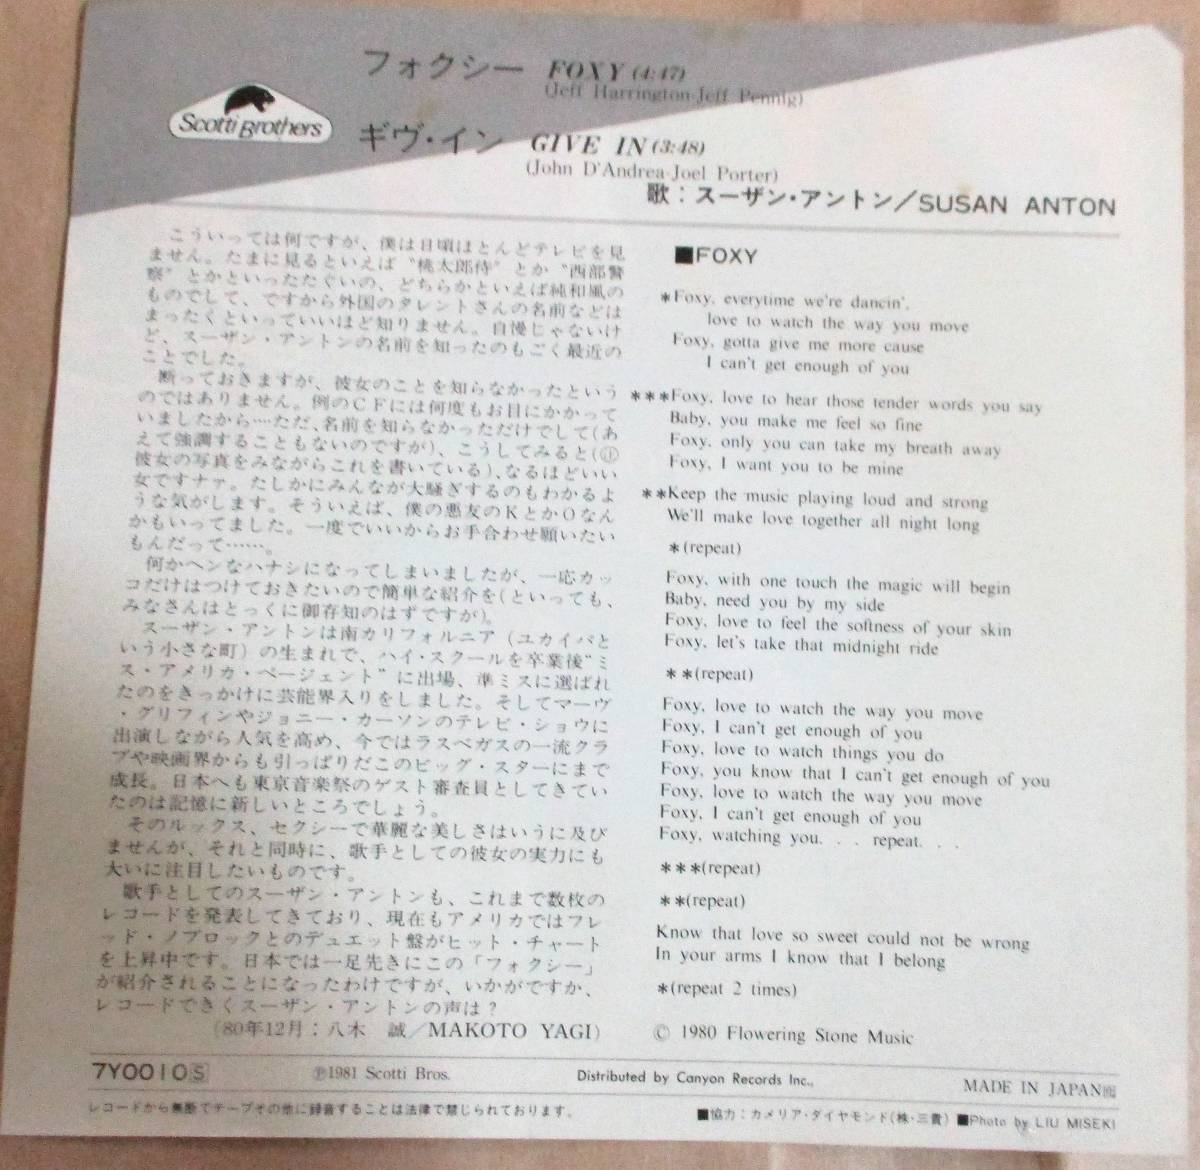 フォクシー FOXY (4:47)
(Jeff Harrington-Jeff Pennig)
Scotti Brothers
ギヴ・イン GIVE IN (3:48)
(John D'Andrea-Joel Porter)
歌：スーザン・アントン／SUSAN ANTON
こういっては何ですが、僕は日頃ほとんどテレビを見
ません。たまに見るといえば“桃太郎侍”とか“西部警
察”とかといったたぐいの、どちらかといえば純和風の
ものでして、ですから外国のタレントさんの名前などは
まったくといっていいほど知りません。自慢じゃないけ
ど、スーザン・アントンの名前を知ったのもごく最近の
ことでした。
断っておきますが、彼女のことを知らなかったという
のではありません。例のCFには何度もお目にかかって
いましたから…ただ、名前を知らなかっただけでして(あ
えて強調することもないのですが)、こうしてみると(㊟
彼女の写真をみながらこれを書いている)、なるほどいい
女ですナァ。たしかにみんなが大騒ぎするのもわかるよ
うな気がします。そういえば、僕の悪友のKとかOなん
かもいってました。一度でいいからお手合わせ願いたい
もんだって……。
何かヘンなハナシになってしまいましたが、一応カッ
コだけはつけておきたいので簡単な紹介を(といっても、
みなさんはとっくに御存知のはずですが)。
スーザン・アントンは南カリフォルニア（ユカイパと
いう小さな町）の生まれで、ハイ・スクールを卒業後“ミ
ス・アメリカ・ページェント”に出場、準ミスに選ばれ
たのをきっかけに芸能界入りをしました。そしてマーヴ
・グリフィンやジョニー・カーソンのテレビ・ショウに
出演しながら人気を高め、今ではラスベガスの一流クラ
ブや映画界からも引っぱりだこのビッグ・スターにまで
成長。日本へも東京音楽祭のゲスト審査員としてきてい
たのは記憶に新しいところでしょう。
そのルックス、セクシーで華麗な美しさはいうに及び
ませんが、それと同時に、歌手としての彼女の実力にも
大いに注目したいものです。
歌手としてのスーザン・アントンも、これまで数枚の
レコードを発表してきており、現在もアメリカではフレ
ッド・ノブロックとのデュエット盤がヒット・チャート
を上昇中です。日本では一足先きにこの「フォクシー」
が紹介されることになったわけですが、いかがですか、
レコードできくスーザン・アントンの声は？
(80年12月：八木 誠／MAKOTO YAGI)
■FOXY
*Foxy, everytime we're dancin',
love to watch the way you move
Foxy, gotta give me more cause
I can't get enough of you
***Foxy, love to hear those tender words you say
Baby, you make me feel so fine
Foxy, only you can take my breath away
Foxy, I want you to be mine
**Keep the music playing loud and strong
We'll make love together all night long
*(repeat)
Foxy, with one touch the magic will begin
Baby, need you by my side
Foxy, love to feel the softness of your skin
Foxy, let's take that midnight ride
**(repeat)
Foxy, love to watch the way you move
Foxy, I can't get enough of you
Foxy, love to watch things you do
Foxy, you know that I can't get enough of you
Foxy, love to watch the way you move
Foxy, I can't get enough of you
Foxy, watching you. . . repeat. . .
***(repeat)
**(repeat)
Know that love so sweet could not be wrong
In your arms I know that I belong
*(repeat 2 times)
© 1980 Flowering Stone Music
7Y0010 S
℗1981 Scotti Bros.
Distributed by Canyon Records Inc.,
MADE IN JAPAN
レコードから無断でテープその他に録音することは法律で禁じられております。
■協力：カメリア・ダイヤモンド(株・三貴) ■Photo by LIU MISEKI